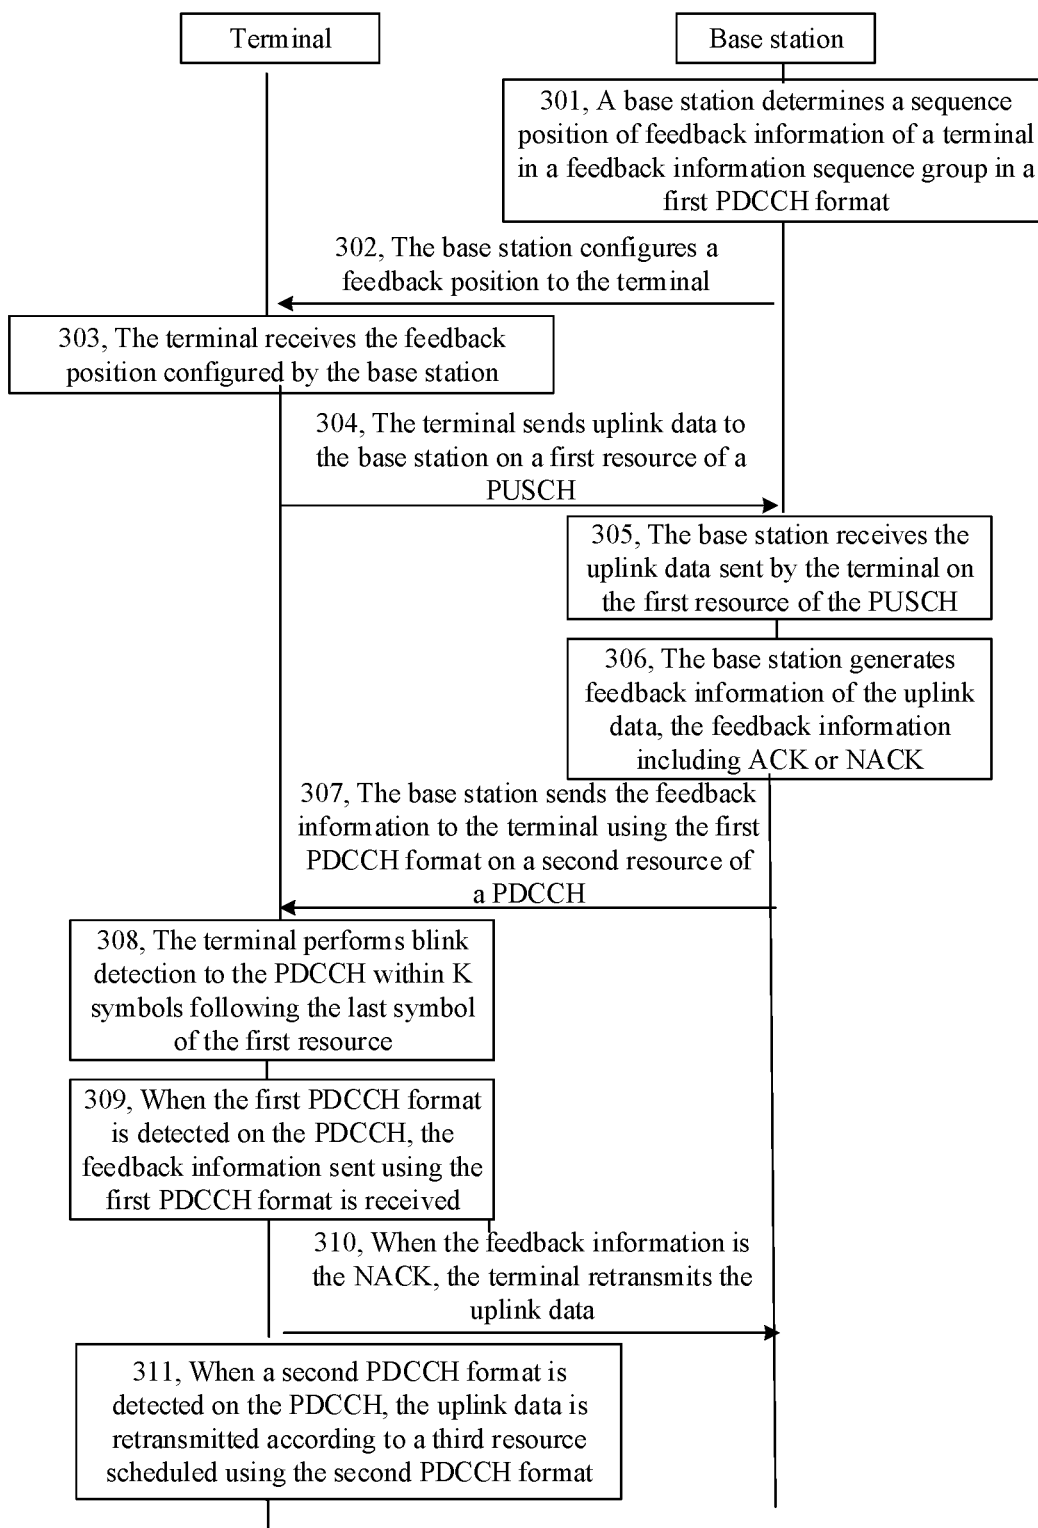 Terminal
Base station
301, A base station determines a sequence
position of feedback information of a terminal
in a feedback information sequence group in a
first PDCCH format
302, The base station configures a
feedback position to the terminal
303, The terminal receives the feedback
position configured by the base station
304, The terminal sends uplink data to
the base station on a first resource of a
PUSCH
305, The base station receives the
uplink data sent by the terminal on
the first resource of the PUSCH
306, The base station generates
feedback information of the uplink
data, the feedback information
including ACK or NACK
307, The base station sends the feedback
information to the terminal using the first
PDCCH format on a second resource of
a PDCCH
308, The terminal performs blink
detection to the PDCCH within K
symbols following the last symbol
of the first resource
309, When the first PDCCH format
is detected on the PDCCH, the
feedback information sent using the
first PDCCH format is received
310, When the feedback information is
the NACK, the terminal retransmits the
uplink data
311, When a second PDCCH format is
detected on the PDCCH, the uplink data is
retransmitted according to a third resource
scheduled using the second PDCCH format